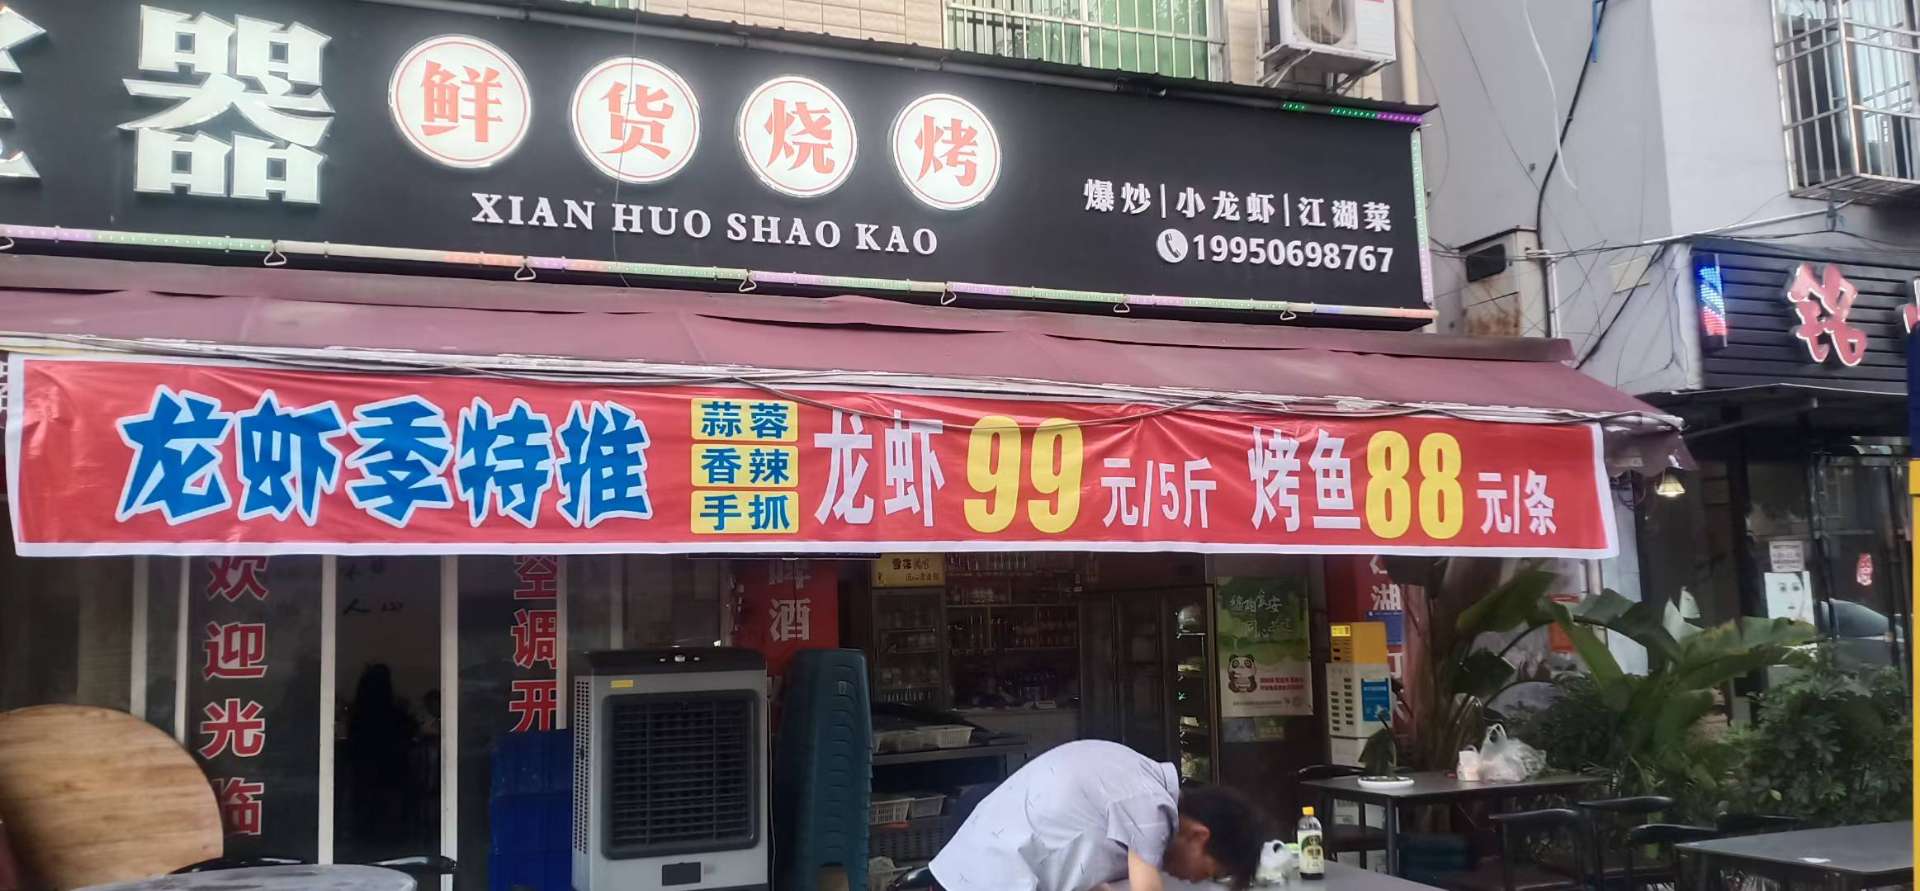 器 鲜货烧烤
XIAN HUO SHAO KAO
爆炒|小龙虾|江湖菜
19950698767
铭
龙虾季特推
蒜蓉
香辣
手抓
龙虾99元/5斤 烤鱼88元/条
欢迎光临
空调开
啤酒
湖